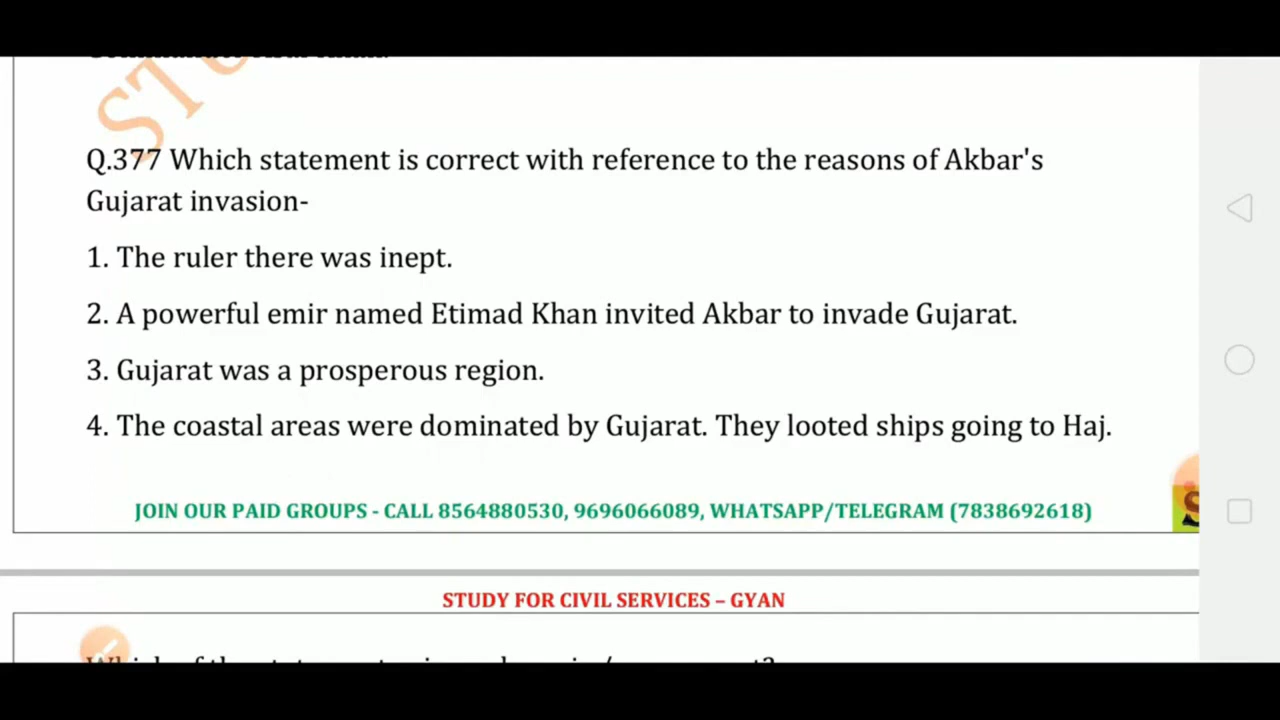 Q.377 Which statement is correct with reference to the reasons of Akbar's
Gujarat invasion-
1. The ruler there was inept.
2. A powerful emir named Etimad Khan invited Akbar to invade Gujarat.
3. Gujarat was a prosperous region.
4. The coastal areas were dominated by Gujarat. They looted ships going to Haj.
JOIN OUR PAID GROUPS - CALL 8564880530, 9696066089, WHATSAPP/TELEGRAM (7838692618)
STUDY FOR CIVIL SERVICES – GYAN